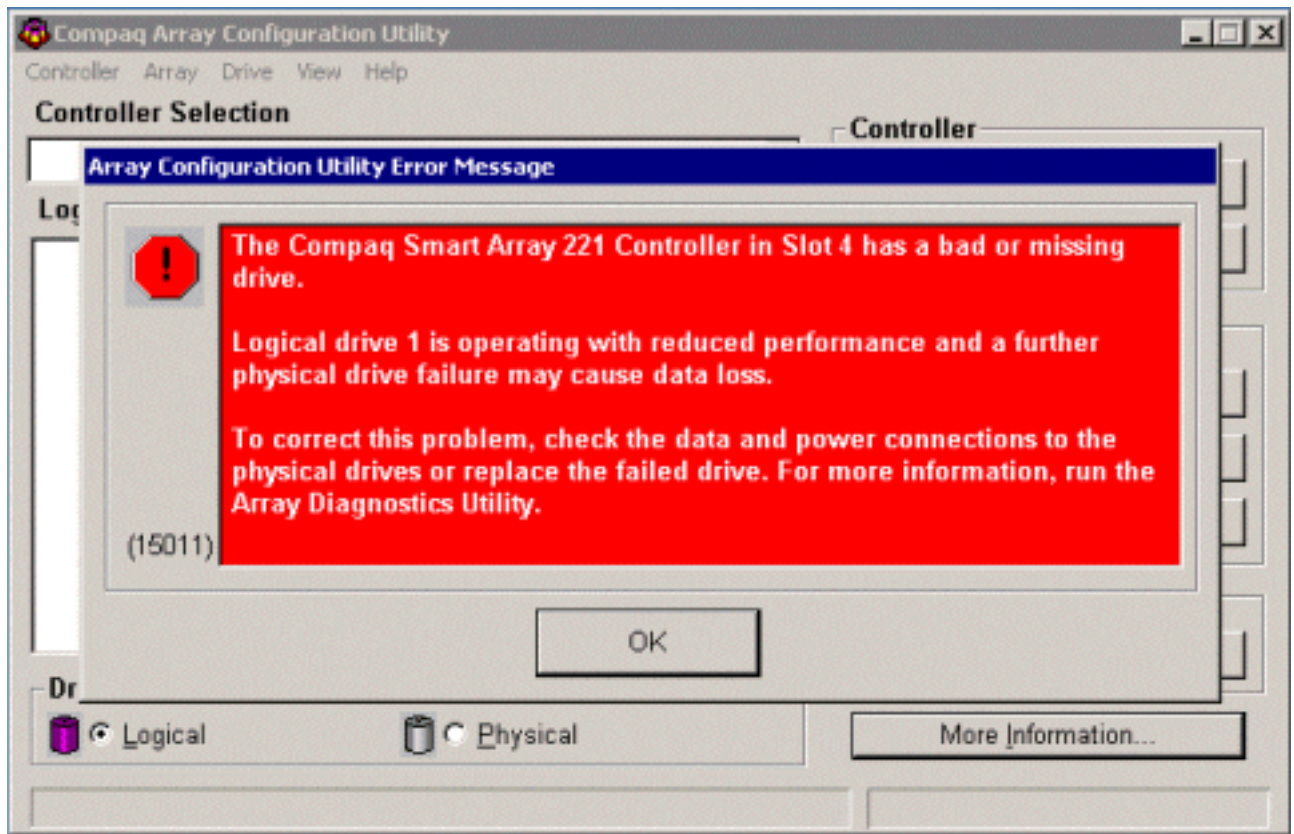 Compaq Array Configuration Utility
Controller Array Drive View Help
Controller Selection
Controller
Array Configuration Utility Error Message
The Compaq Smart Array 221 Controller in Slot 4 has a bad or missing
drive.
Logical drive 1 is operating with reduced performance and a further
physical drive failure may cause data loss.
To correct this problem, check the data and power connections to the
physical drives or replace the failed drive. For more information, run the
Array Diagnostics Utility.
(15011)
OK
Logical
Physical
More Information...